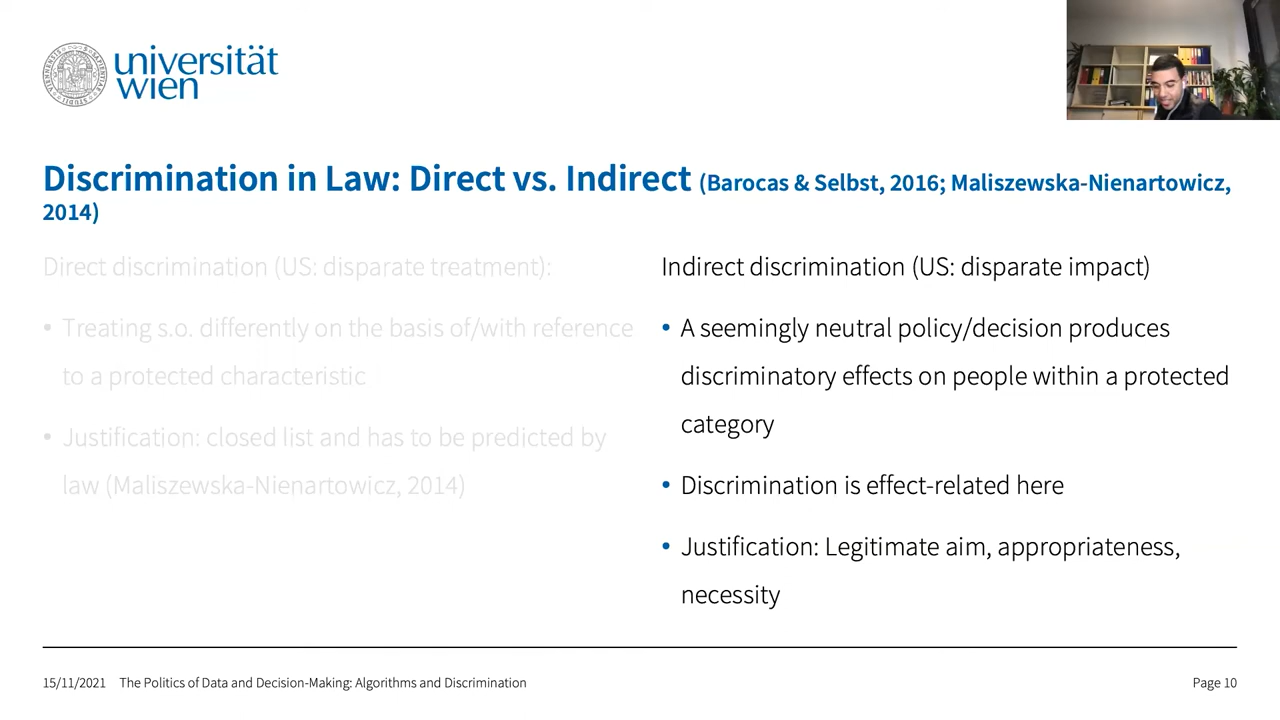 universität
wien
Discrimination in Law: Direct vs. Indirect (Barocas & Selbst, 2016; Maliszewska-Nienartowicz,
2014)
Direct discrimination (US: disparate treatment):
• Treating s.o. differently on the basis of/with reference
to a protected characteristic
• Justification: closed list and has to be predicted by
law (Maliszewska-Nienartowicz, 2014)
Indirect discrimination (US: disparate impact)
• A seemingly neutral policy/decision produces
discriminatory effects on people within a protected
category
• Discrimination is effect-related here
• Justification: Legitimate aim, appropriateness,
necessity
15/11/2021 The Politics of Data and Decision-Making: Algorithms and Discrimination
Page 10